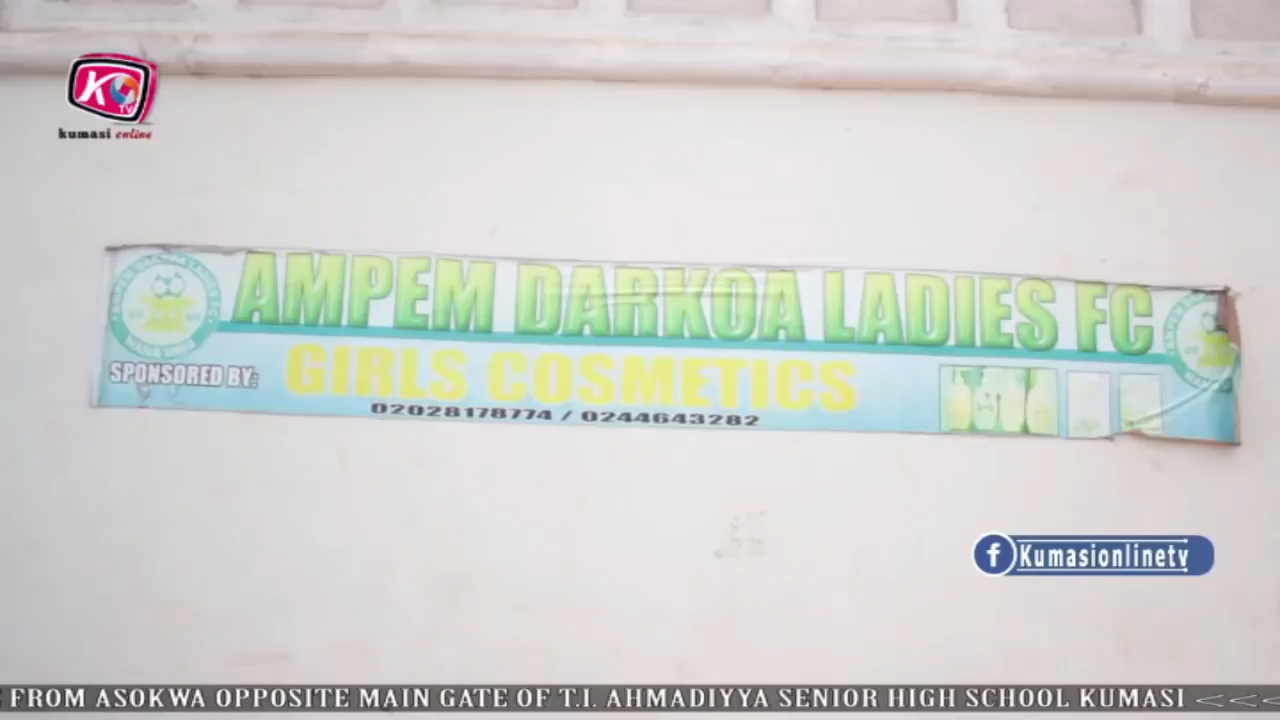 K TV
kumasi online
AMPEM DARKOA LADIES FC
SPONSORED BY:
GIRLS COSMETICS
02028178774 / 0244643282
f Kumasionlinetv
FROM ASOKWA OPPOSITE MAIN GATE OF T.I. AHMADIYYA SENIOR HIGH SCHOOL KUMASI <<<